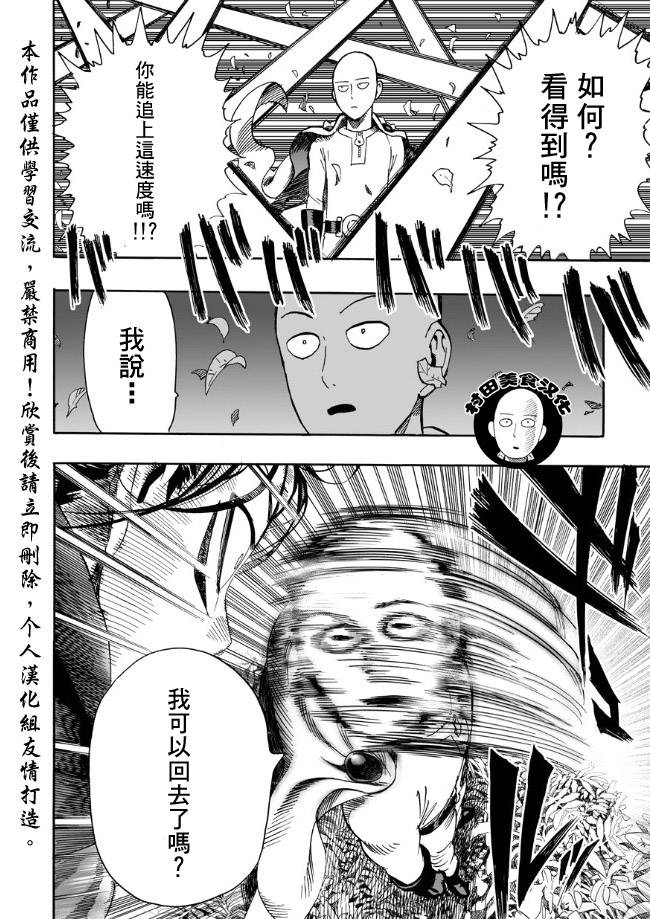 如何？
看得到嗎!?
你能追上這速度嗎!!?
我說…
村田美食汉化
我可以回去了嗎？
本作品僅供學習交流，嚴禁商用！欣賞後請立即刪除，个人漢化組友情打造。